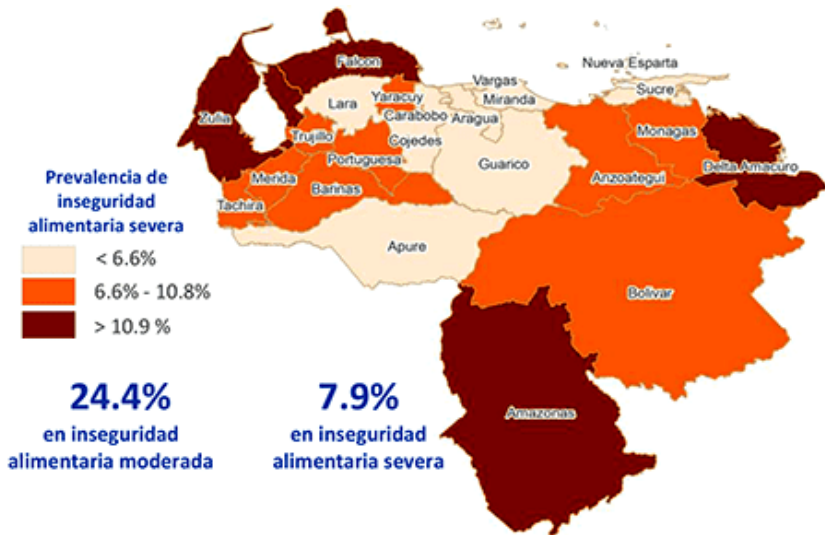 Falcon
Nueva Esparta
Vargas
Sucre
Miranda
Yaracuy
Lara
Zulia
Carabobo
Aragua
Trujillo
Cojedes
Monagas
Portuguesa
Guarico
Delta Amacuro
Merida
Anzoategui
Barinas
Tachira
Apure
Bolivar
Amazonas
Prevalencia de
inseguridad
alimentaria severa
< 6.6%
6.6% - 10.8%
> 10.9 %
24.4%
en inseguridad
alimentaria moderada
7.9%
en inseguridad
alimentaria severa